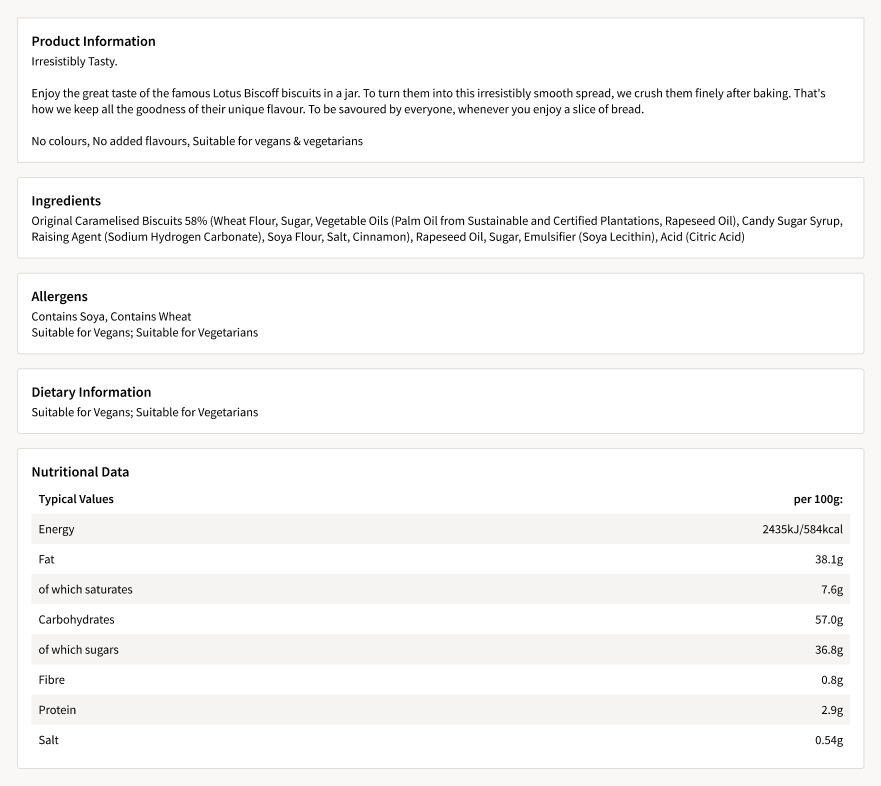 Product Information
Irresistibly Tasty.
Enjoy the great taste of the famous Lotus Biscoff biscuits in a jar. To turn them into this irresistibly smooth spread, we crush them finely after baking. That's
how we keep all the goodness of their unique flavour. To be savoured by everyone, whenever you enjoy a slice of bread.
No colours, No added flavours, Suitable for vegans & vegetarians
Ingredients
Original Caramelised Biscuits 58% (Wheat Flour, Sugar, Vegetable Oils (Palm Oil from Sustainable and Certified Plantations, Rapeseed Oil), Candy Sugar Syrup,
Raising Agent (Sodium Hydrogen Carbonate), Soya Flour, Salt, Cinnamon), Rapeseed Oil, Sugar, Emulsifier (Soya Lecithin), Acid (Citric Acid)
Allergens
Contains Soya, Contains Wheat
Suitable for Vegans; Suitable for Vegetarians
Dietary Information
Suitable for Vegans; Suitable for Vegetarians
Nutritional Data
Typical Values per 100g:
Energy 2435kJ/584kcal
Fat 38.1g
of which saturates 7.6g
Carbohydrates 57.0g
of which sugars 36.8g
Fibre 0.8g
Protein 2.9g
Salt 0.54g